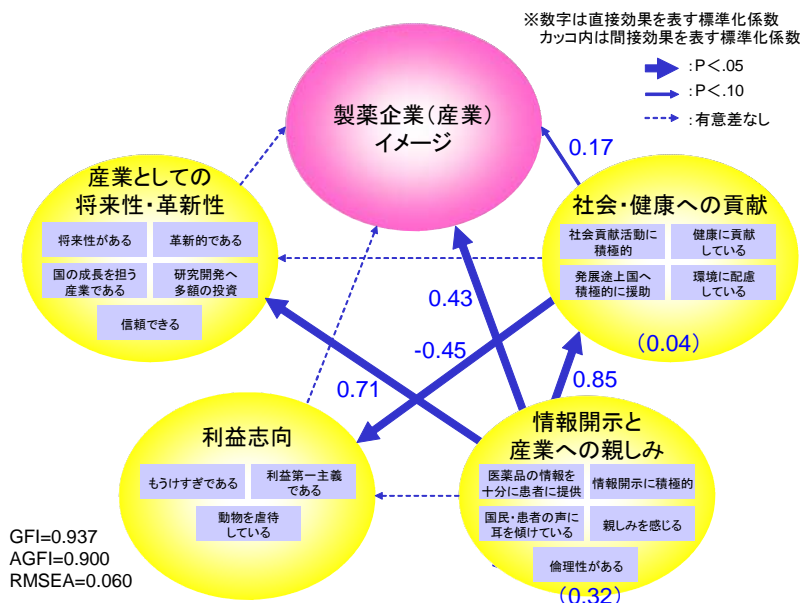 ※数字は直接効果を表す標準化係数
カッコ内は間接効果を表す標準化係数
:P<.05
:P<.10
:有意差なし
製薬企業(産業)
イメージ
0.17
産業としての
将来性・革新性
将来性がある
革新的である
国の成長を担う
産業である
研究開発へ
多額の投資
信頼できる
社会・健康への貢献
社会貢献活動に
積極的
健康に貢献
している
発展途上国へ
積極的に援助
環境に配慮
している
(0.04)
0.43
-0.45
0.71
0.85
利益志向
もうけすぎである
利益第一主義
である
動物を虐待
している
情報開示と
産業への親しみ
医薬品の情報を
十分に患者に提供
情報開示に積極的
国民・患者の声に
耳を傾けている
親しみを感じる
倫理性がある
(0.32)
GFI=0.937
AGFI=0.900
RMSEA=0.060